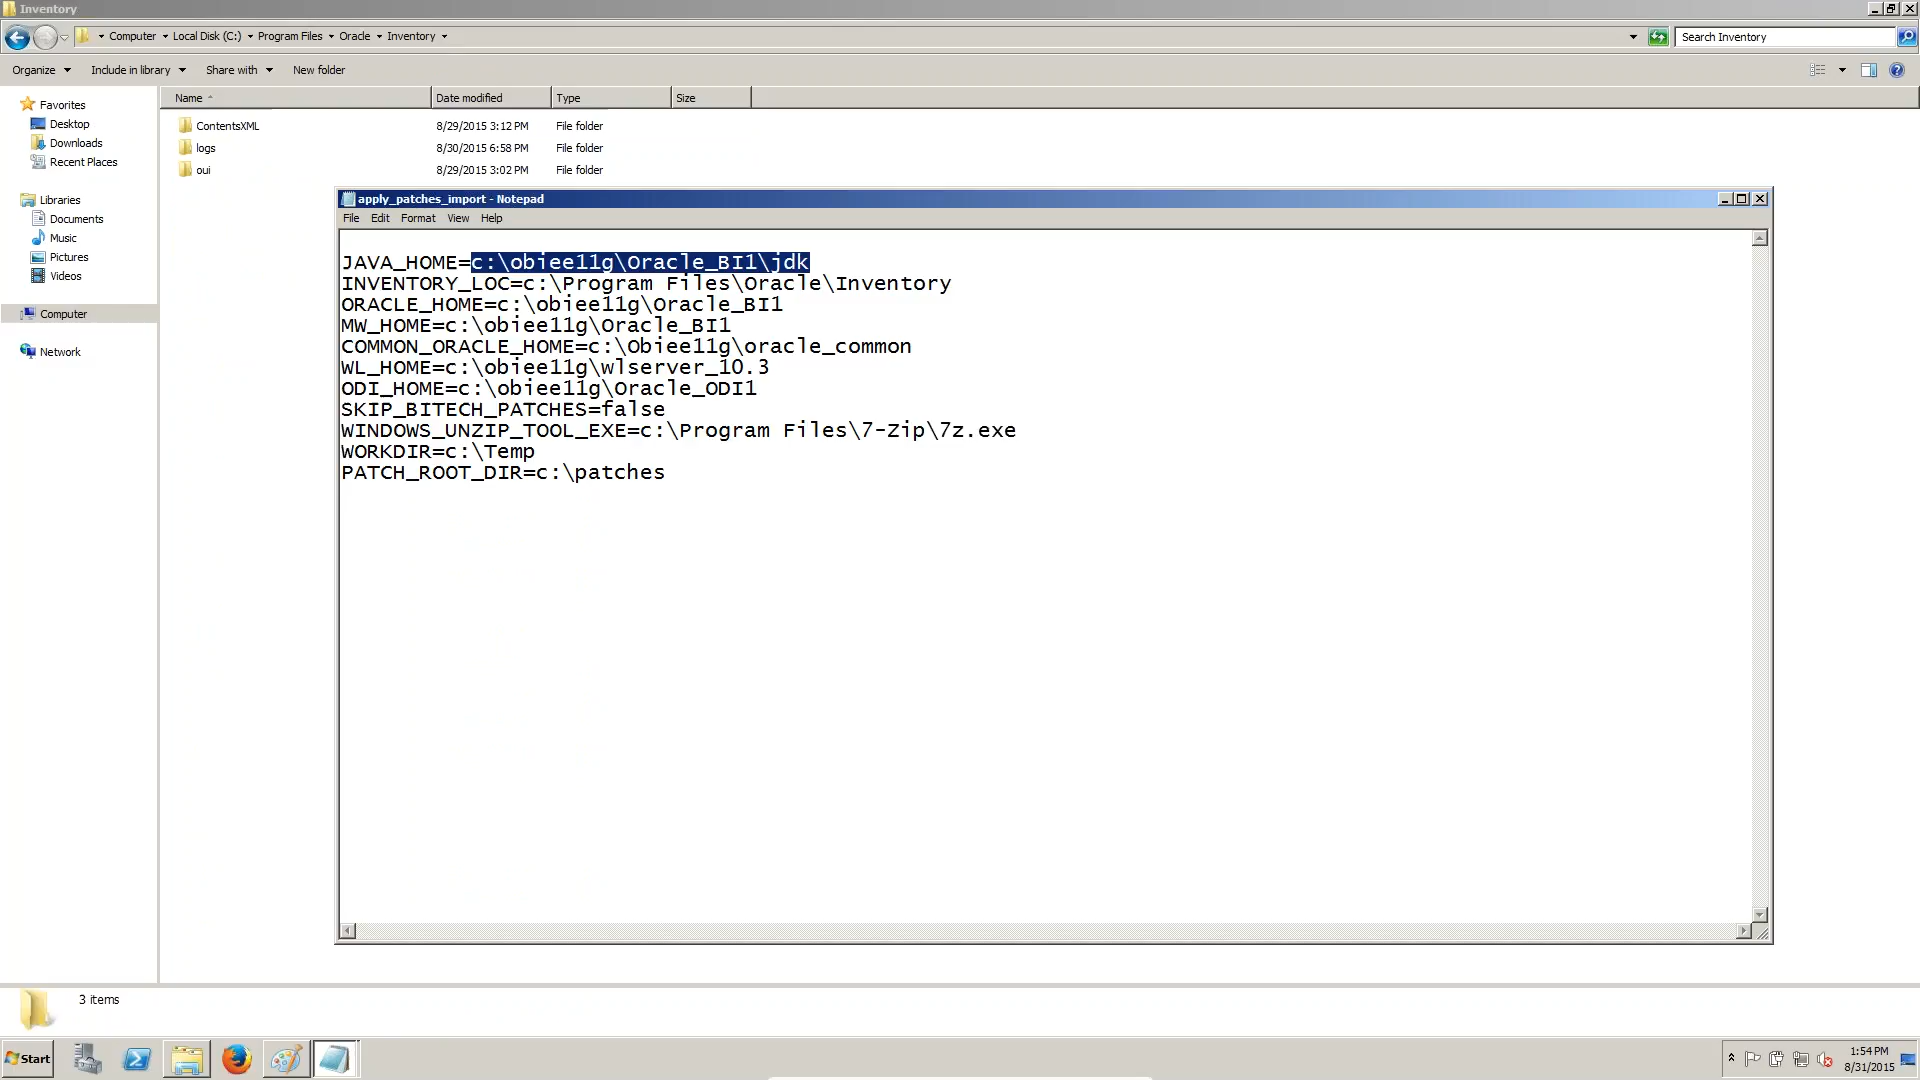 Inventory
Computer Local Disk (C:) Program Files Oracle Inventory
Search Inventory
Organize Include in library Share with New folder
Favorites
Desktop
Downloads
Recent Places
Libraries
Documents
Music
Pictures
Videos
Computer
Network
Name Date modified Type Size
ContentsXML 8/29/2015 3:12 PM File folder
logs 8/30/2015 6:58 PM File folder
oui 8/29/2015 3:02 PM File folder
apply_patches_import - Notepad
File Edit Format View Help
JAVA_HOME=c:\obiee11g\Oracle_BI1\jdk
INVENTORY_LOC=c:\Program Files\Oracle\Inventory
ORACLE_HOME=c:\obiee11g\Oracle_BI1
MW_HOME=c:\obiee11g\Oracle_BI1
COMMON_ORACLE_HOME=c:\Obiee11g\oracle_common
WL_HOME=c:\obiee11g\wlserver_10.3
ODI_HOME=c:\obiee11g\Oracle_ODI1
SKIP_BITECH_PATCHES=false
WINDOWS_UNZIP_TOOL_EXE=c:\Program Files\7-Zip\7z.exe
WORKDIR=c:\Temp
PATCH_ROOT_DIR=c:\patches
3 items
Start
1:54 PM
8/31/2015